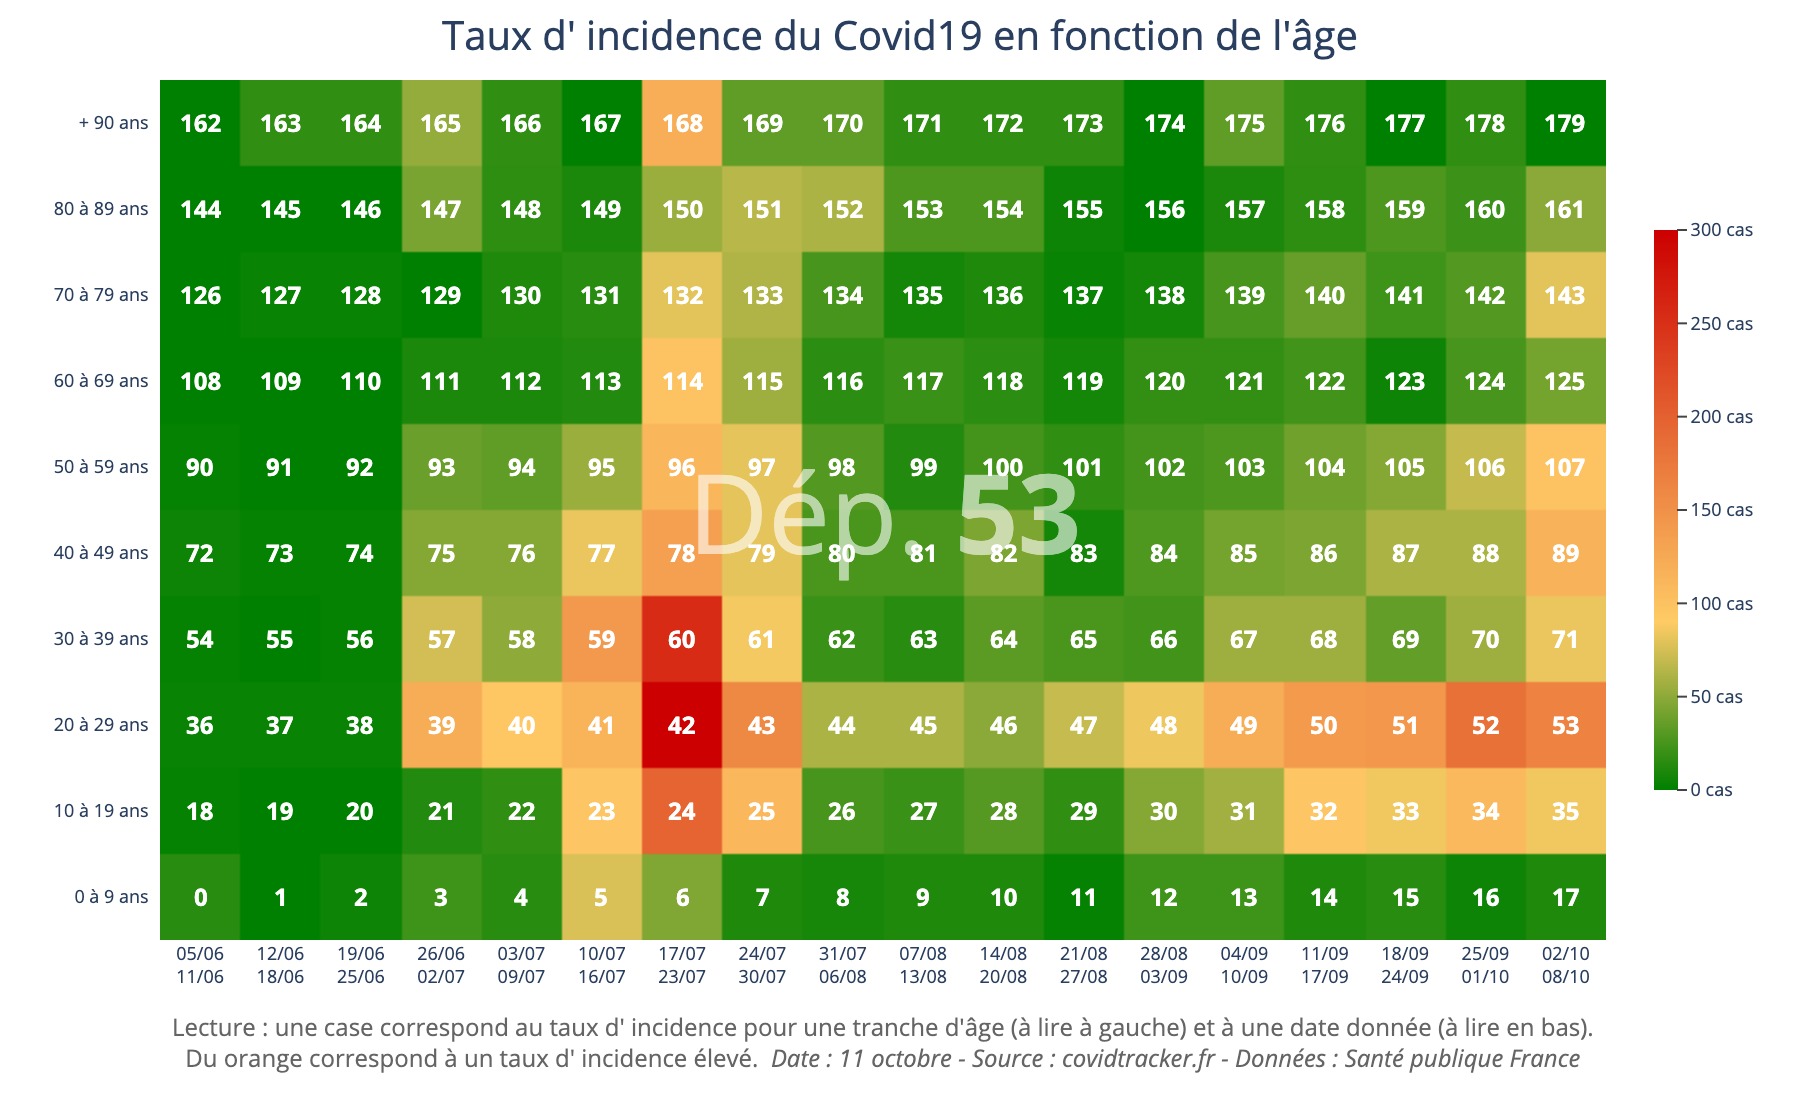 Taux d' incidence du Covid19 en fonction de l'âge
+ 90 ans 162 163 164 165 166 167 168 169 170 171 172 173 174 175 176 177 178 179
80 à 89 ans 144 145 146 147 148 149 150 151 152 153 154 155 156 157 158 159 160 161
300 cas
70 à 79 ans 126 127 128 129 130 131 132 133 134 135 136 137 138 139 140 141 142 143
250 cas
60 à 69 ans 108 109 110 111 112 113 114 115 116 117 118 119 120 121 122 123 124 125
200 cas
50 à 59 ans 90 91 92 93 94 95 96 97 98 99 100 101 102 103 104 105 106 107
Dép. 53
150 cas
40 à 49 ans 72 73 74 75 76 77 78 79 80 81 82 83 84 85 86 87 88 89
100 cas
30 à 39 ans 54 55 56 57 58 59 60 61 62 63 64 65 66 67 68 69 70 71
50 cas
20 à 29 ans 36 37 38 39 40 41 42 43 44 45 46 47 48 49 50 51 52 53
0 cas
10 à 19 ans 18 19 20 21 22 23 24 25 26 27 28 29 30 31 32 33 34 35
0 à 9 ans 0 1 2 3 4 5 6 7 8 9 10 11 12 13 14 15 16 17
05/06 12/06 19/06 26/06 03/07 10/07 17/07 24/07 31/07 07/08 14/08 21/08 28/08 04/09 11/09 18/09 25/09 02/10
11/06 18/06 25/06 02/07 09/07 16/07 23/07 30/07 06/08 13/08 20/08 27/08 03/09 10/09 17/09 24/09 01/10 08/10
Lecture : une case correspond au taux d' incidence pour une tranche d'âge (à lire à gauche) et à une date donnée (à lire en bas).
Du orange correspond à un taux d' incidence élevé. Date : 11 octobre - Source : covidtracker.fr - Données : Santé publique France